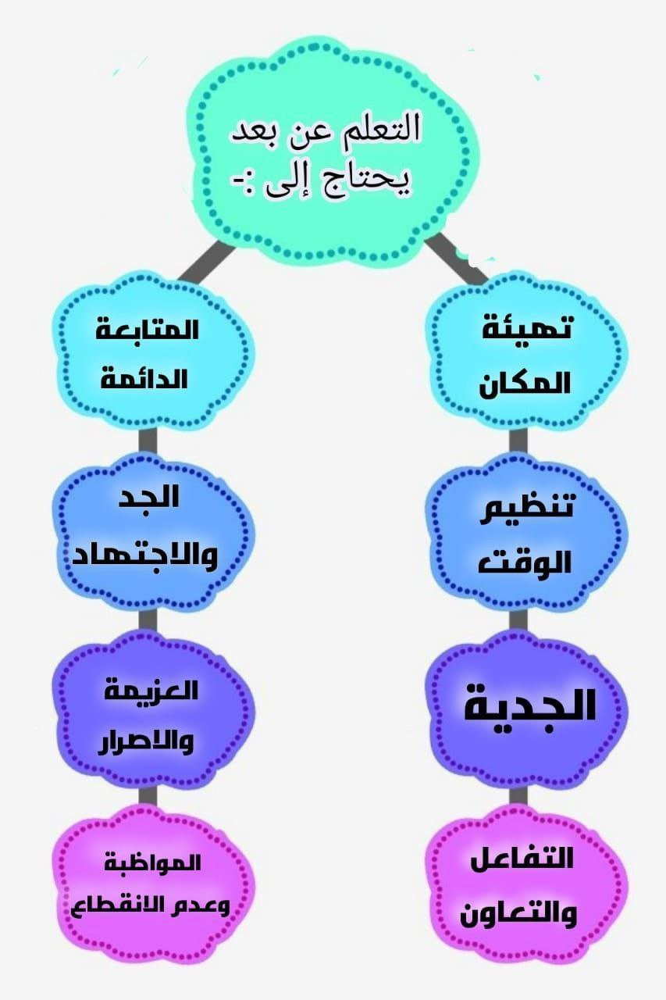 التعلم عن بعد
يحتاج إلى :-
تهيئة
المكان
تنظيم
الوقت
الجدية
التفاعل
والتعاون
المتابعة
الدائمة
الجد
والاجتهاد
العزيمة
والاصرار
المواظبة
وعدم الانقطاع